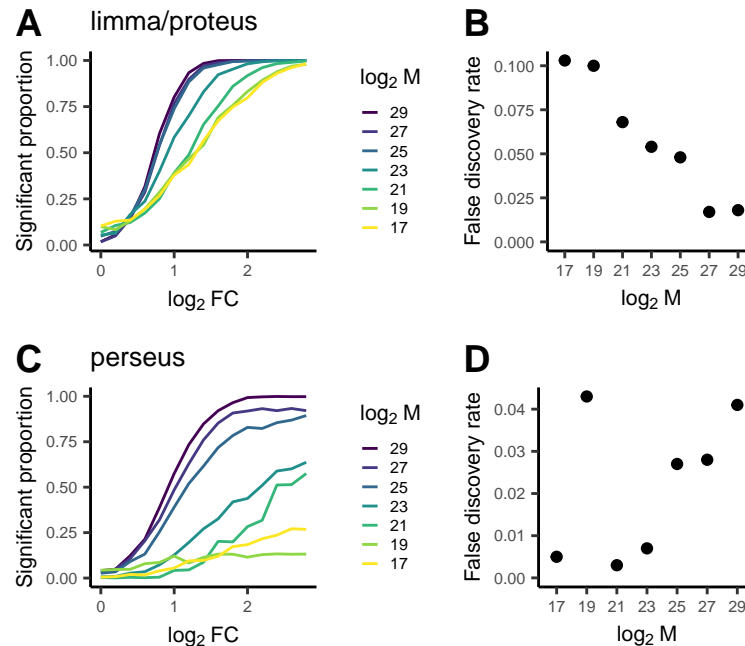 A limma/proteus
Significant proportion
1.00
0.75
0.50
0.25
0.00
0 1 2
log2 FC
log2 M
29
27
25
23
21
19
17
B
False discovery rate
0.100
0.075
0.050
0.025
0.000
17 19 21 23 25 27 29
log2 M
C perseus
Significant proportion
1.00
0.75
0.50
0.25
0.00
0 1 2
log2 FC
log2 M
29
27
25
23
21
19
17
D
False discovery rate
0.04
0.03
0.02
0.01
0.00
17 19 21 23 25 27 29
log2 M